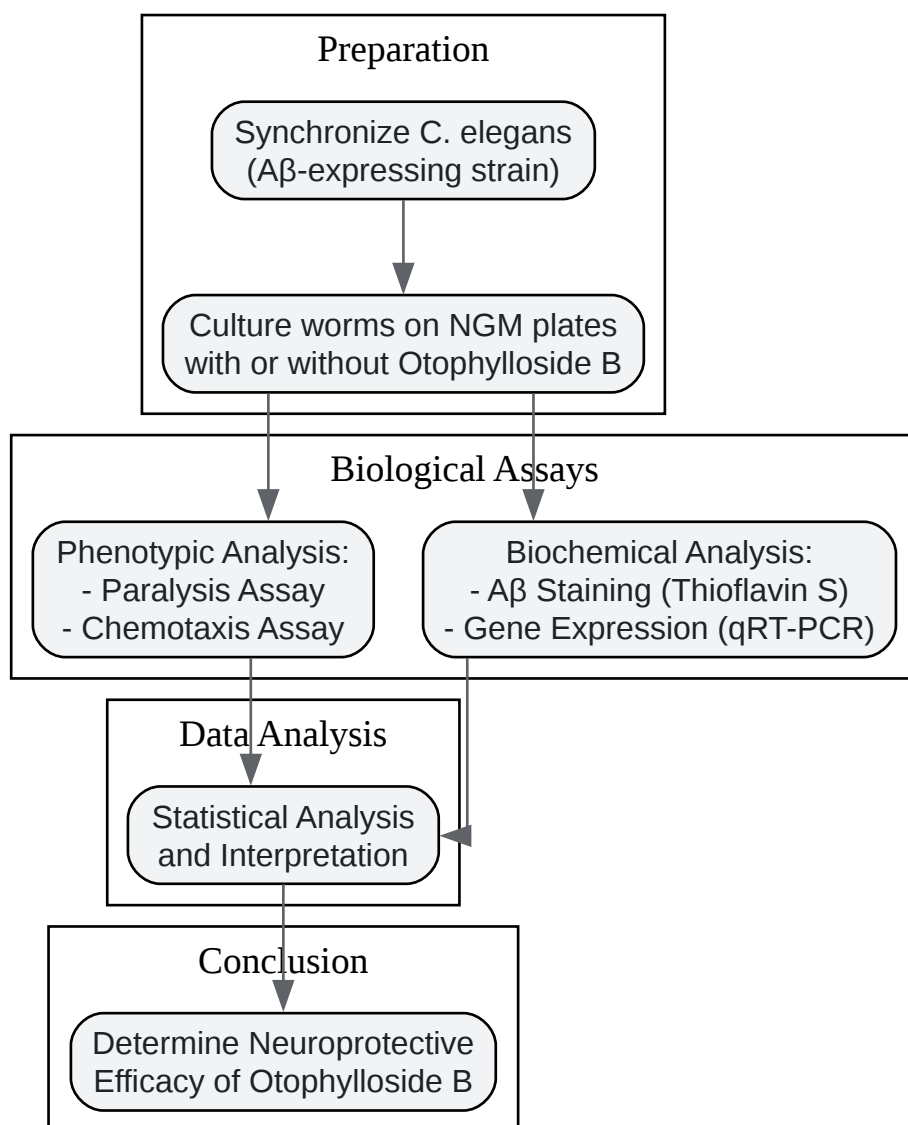 Preparation
Synchronize C. elegans
(Aβ-expressing strain)
Culture worms on NGM plates
with or without Otophylloside B
Biological Assays
Phenotypic Analysis:
- Paralysis Assay
- Chemotaxis Assay
Biochemical Analysis:
- Aβ Staining (Thioflavin S)
- Gene Expression (qRT-PCR)
Data Analysis
Statistical Analysis
and Interpretation
Conclusion
Determine Neuroprotective
Efficacy of Otophylloside B